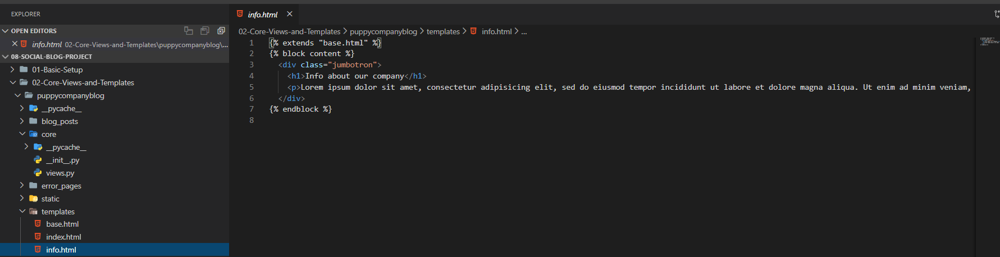 EXPLORER
OPEN EDITORS
info.html 02-Core-Views-and-Templates\puppycompanyblog\...
08-SOCIAL-BLOG-PROJECT
01-Basic-Setup
02-Core-Views-and-Templates
puppycompanyblog
__pycache__
blog_posts
core
__pycache__
__init__.py
views.py
error_pages
static
templates
base.html
index.html
info.html
info.html
02-Core-Views-and-Templates > puppycompanyblog > templates > info.html > ...
1 {% extends "base.html" %}
2 {% block content %}
3 <div class="jumbotron">
4 <h1>Info about our company</h1>
5 <p>Lorem ipsum dolor sit amet, consectetur adipisicing elit, sed do eiusmod tempor incididunt ut labore et dolore magna aliqua. Ut enim ad minim veniam,
6 </div>
7 {% endblock %}
8